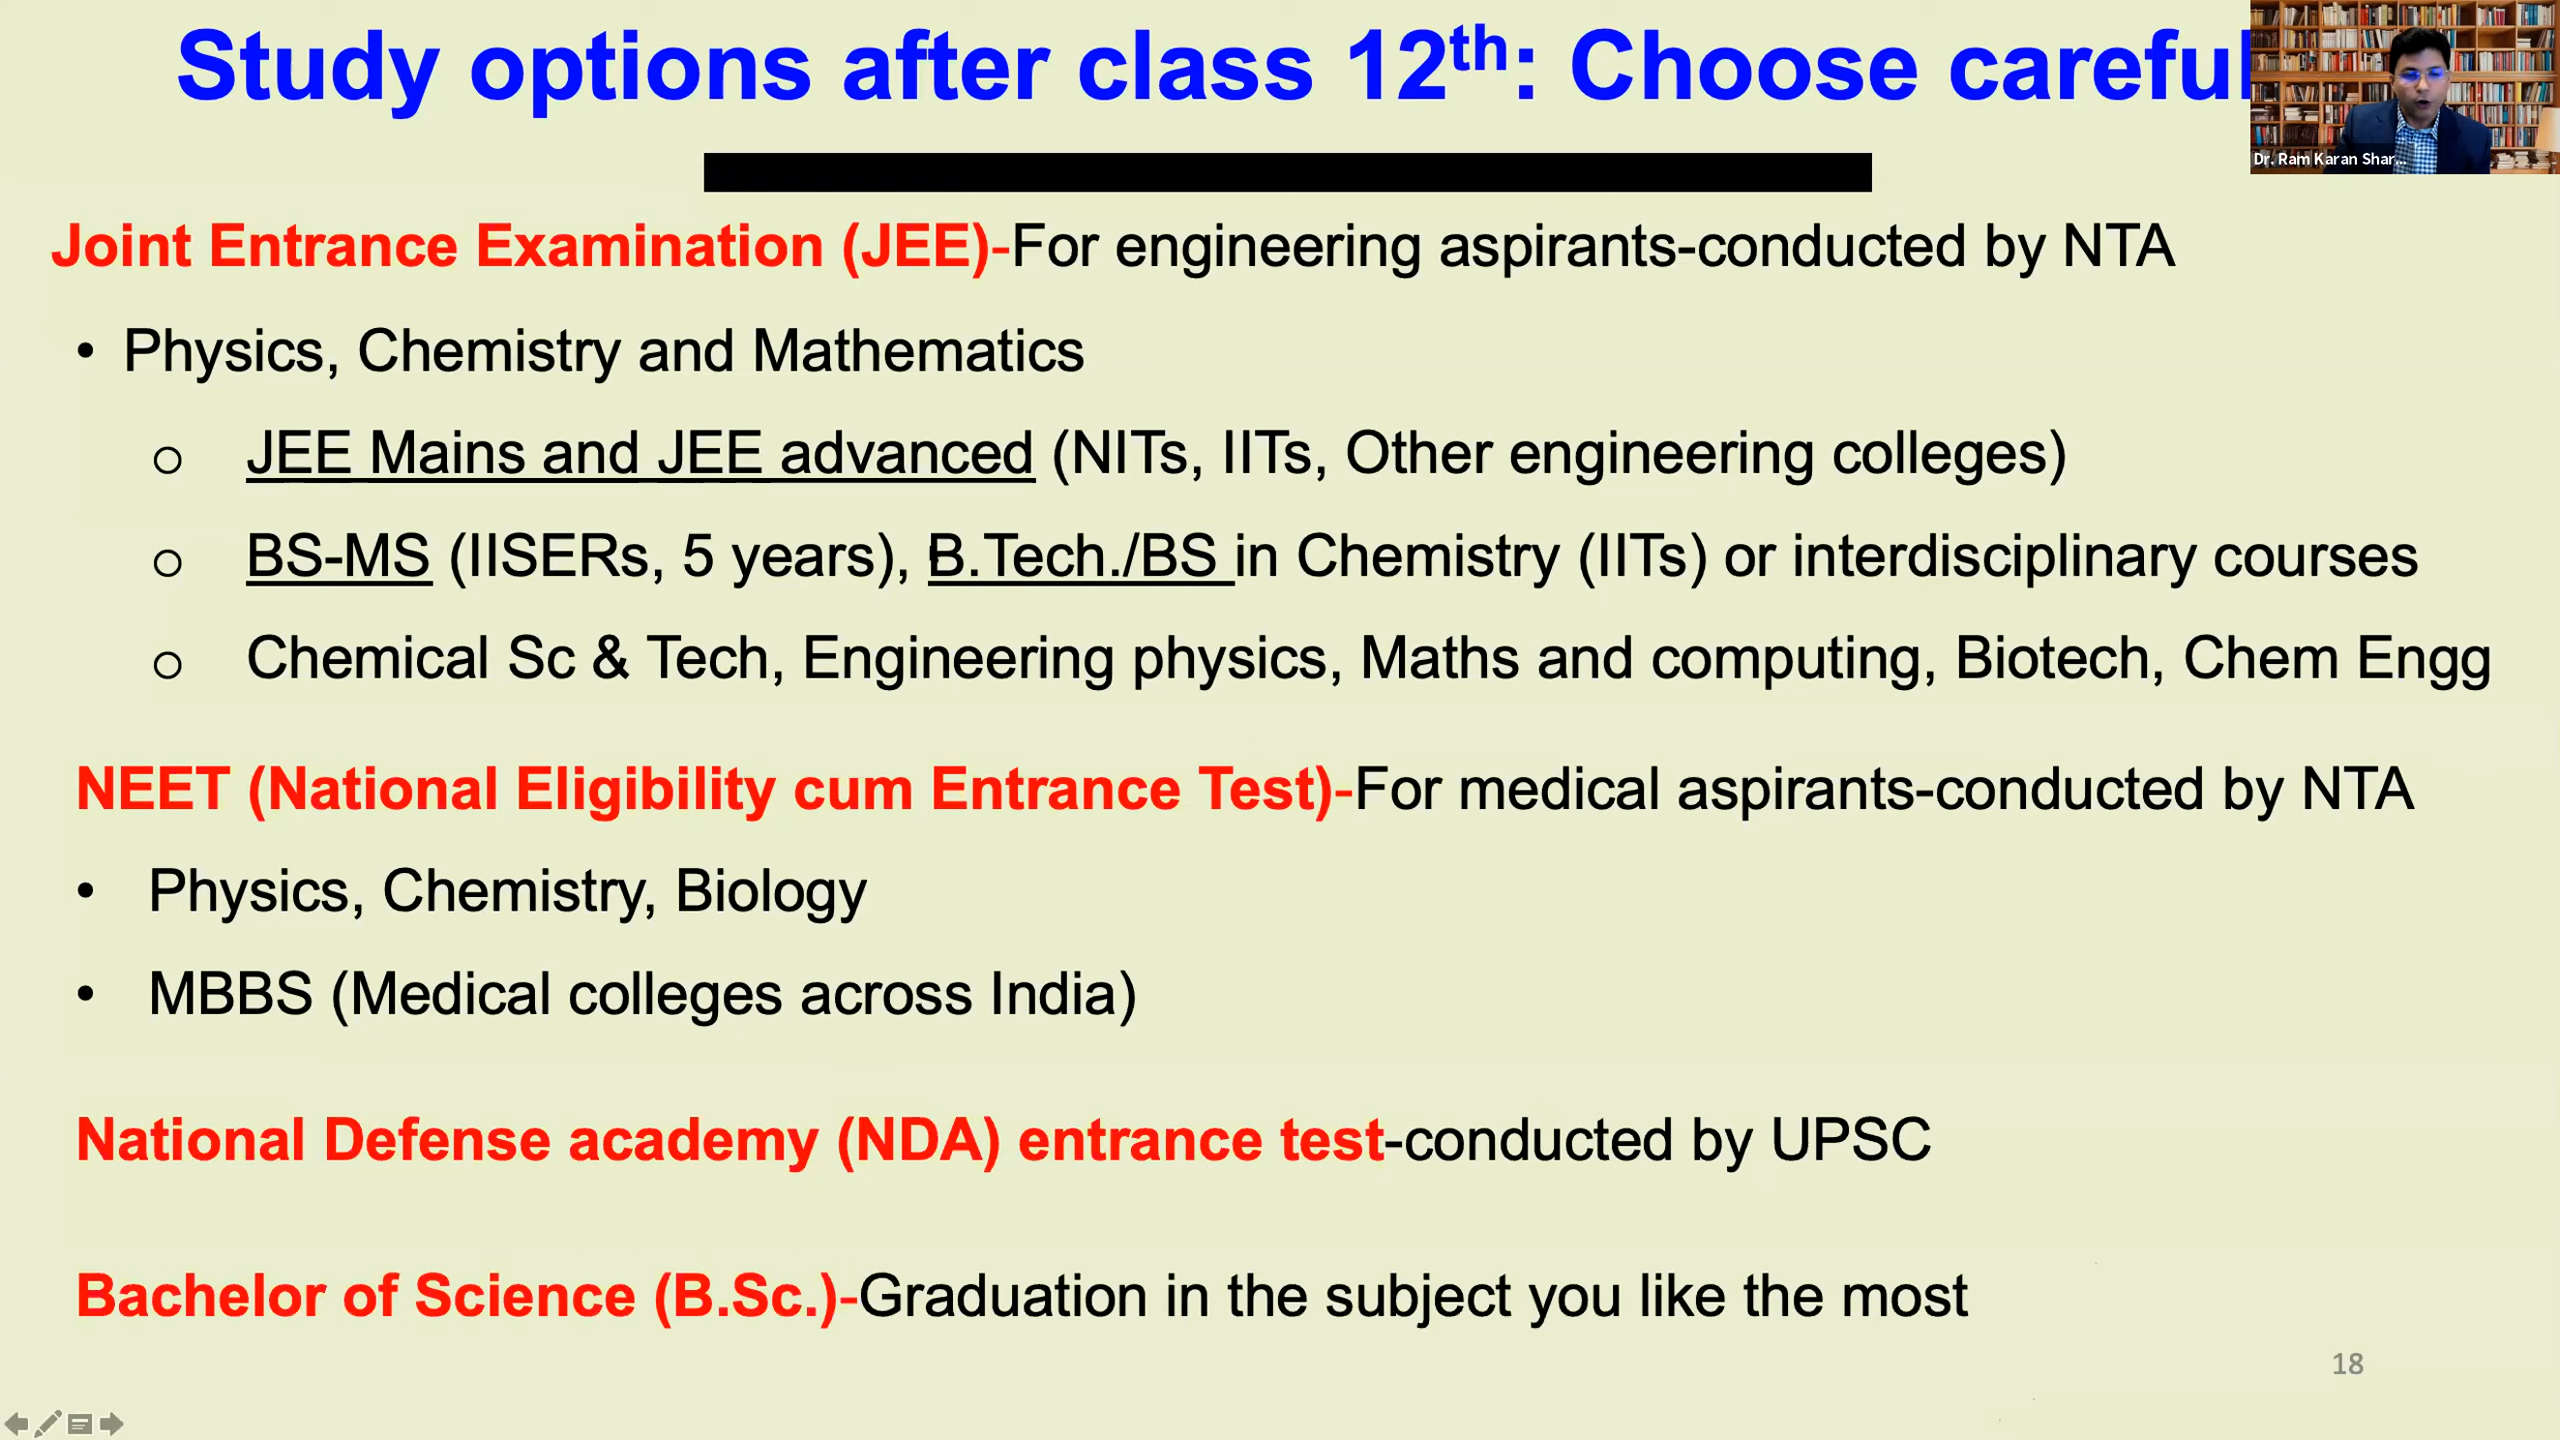 Study options after class 12th: Choose careful
Dr. Ram Karan Shar...
Joint Entrance Examination (JEE)-For engineering aspirants-conducted by NTA
• Physics, Chemistry and Mathematics
o JEE Mains and JEE advanced (NITs, IITs, Other engineering colleges)
o BS-MS (IISERs, 5 years), B.Tech./BS in Chemistry (IITs) or interdisciplinary courses
o Chemical Sc & Tech, Engineering physics, Maths and computing, Biotech, Chem Engg
NEET (National Eligibility cum Entrance Test)-For medical aspirants-conducted by NTA
• Physics, Chemistry, Biology
• MBBS (Medical colleges across India)
National Defense academy (NDA) entrance test-conducted by UPSC
Bachelor of Science (B.Sc.)-Graduation in the subject you like the most
18